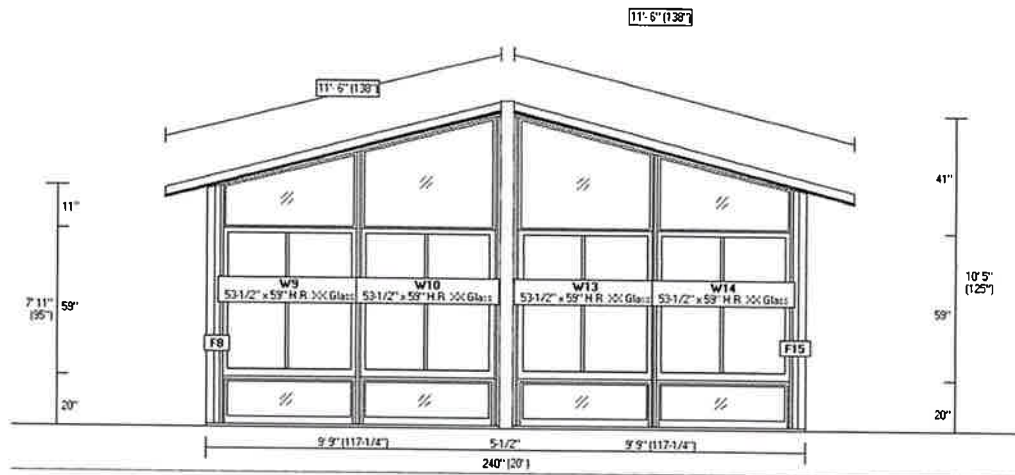 11'- 6" (138")
11'- 6" (138")
11"
41"
W9
53-1/2" x 59" H.R. XX Glass
W10
53-1/2" x 59" H.R. XX Glass
W13
53-1/2" x 59" H.R. XX Glass
W14
53-1/2" x 59" H.R. XX Glass
7' 11"
(95")
59"
10' 5"
(125")
59"
F8
F15
20"
20"
9' 9" (117-1/4")
5-1/2"
9' 9" (117-1/4")
240" (20')